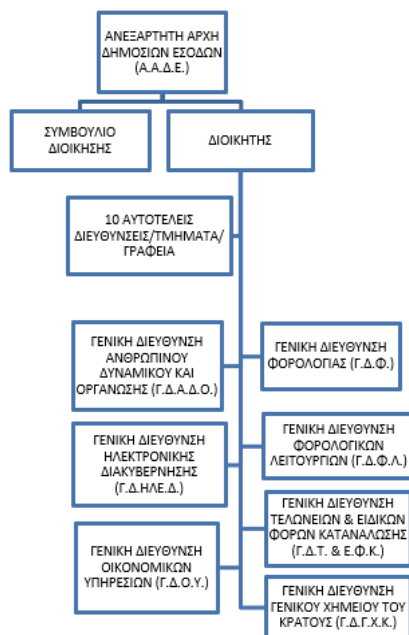 ΑΝΕΞΑΡΤΗΤΗ ΑΡΧΗ
ΔΗΜΟΣΙΩΝ ΕΣΟΔΩΝ
(Α.Α.Δ.Ε.)
ΣΥΜΒΟΥΛΙΟ
ΔΙΟΙΚΗΣΗΣ
ΔΙΟΙΚΗΤΗΣ
10 ΑΥΤΟΤΕΛΕΙΣ
ΔΙΕΥΘΥΝΣΕΙΣ/ΤΜΗΜΑΤΑ/
ΓΡΑΦΕΙΑ
ΓΕΝΙΚΗ ΔΙΕΥΘΥΝΣΗ
ΑΝΘΡΩΠΙΝΟΥ
ΔΥΝΑΜΙΚΟΥ ΚΑΙ
ΟΡΓΑΝΩΣΗΣ (Γ.Δ.Α.Δ.Ο.)
ΓΕΝΙΚΗ ΔΙΕΥΘΥΝΣΗ
ΦΟΡΟΛΟΓΙΑΣ (Γ.Δ.Φ.)
ΓΕΝΙΚΗ ΔΙΕΥΘΥΝΣΗ
ΗΛΕΚΤΡΟΝΙΚΗΣ
ΔΙΑΚΥΒΕΡΝΗΣΗΣ
(Γ.Δ.ΗΛΕ.Δ.)
ΓΕΝΙΚΗ ΔΙΕΥΘΥΝΣΗ
ΦΟΡΟΛΟΓΙΚΩΝ
ΛΕΙΤΟΥΡΓΙΩΝ (Γ.Δ.Φ.Λ.)
ΓΕΝΙΚΗ ΔΙΕΥΘΥΝΣΗ
ΟΙΚΟΝΟΜΙΚΩΝ
ΥΠΗΡΕΣΙΩΝ (Γ.Δ.Ο.Υ.)
ΓΕΝΙΚΗ ΔΙΕΥΘΥΝΣΗ
ΤΕΛΩΝΕΙΩΝ & ΕΙΔΙΚΩΝ
ΦΟΡΩΝ ΚΑΤΑΝΑΛΩΣΗΣ
(Γ.Δ.Τ. & Ε.Φ.Κ.)
ΓΕΝΙΚΗ ΔΙΕΥΘΥΝΣΗ
ΓΕΝΙΚΟΥ ΧΗΜΕΙΟΥ ΤΟΥ
ΚΡΑΤΟΥΣ (Γ.Δ.Γ.Χ.Κ.)